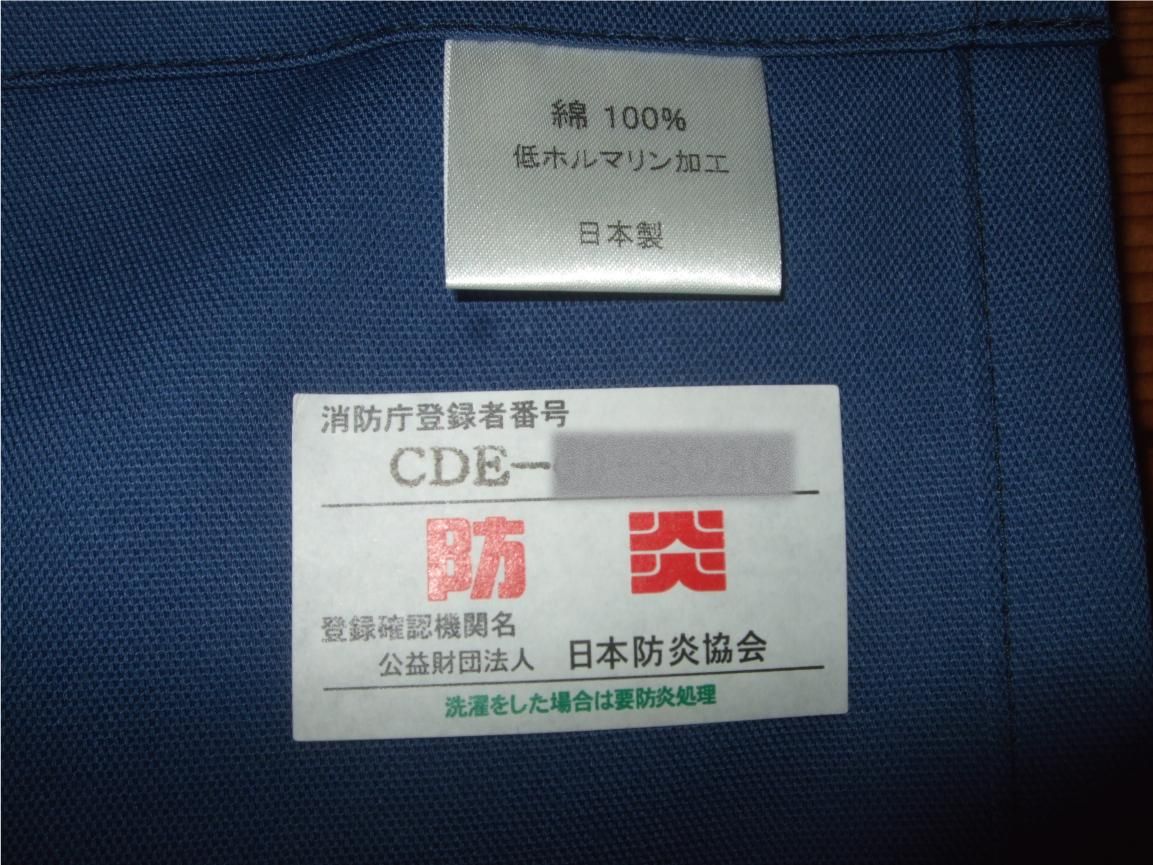 綿 100%
低ホルマリン加工
日本製
消防庁登録者番号
CDE−
防炎
登録確認機関名
公益財団法人 日本防炎協会
洗濯をした場合は要防炎処理